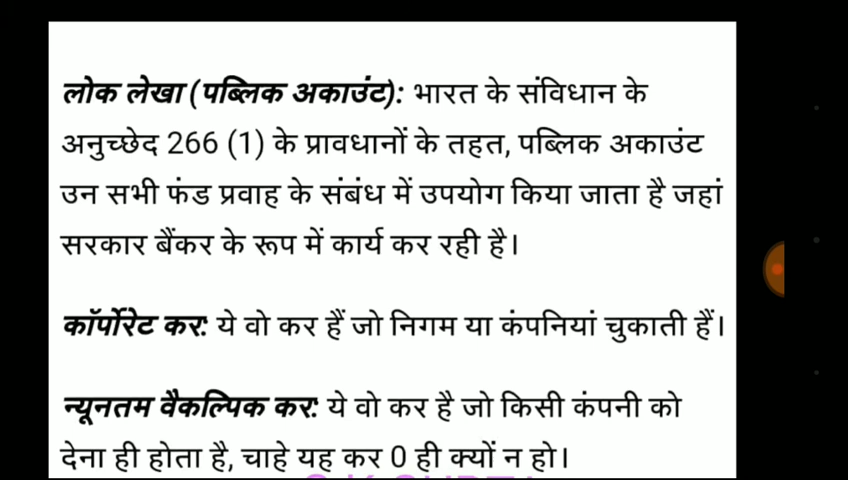 लोक लेखा (पब्लिक अकाउंट): भारत के संविधान के
अनुच्छेद 266 (1) के प्रावधानों के तहत, पब्लिक अकाउंट
उन सभी फंड प्रवाह के संबंध में उपयोग किया जाता है जहां
सरकार बैंकर के रूप में कार्य कर रही है।
कॉर्पोरेट कर: ये वो कर हैं जो निगम या कंपनियां चुकाती हैं।
न्यूनतम वैकल्पिक कर: ये वो कर है जो किसी कंपनी को
देना ही होता है, चाहे यह कर 0 ही क्यों न हो।